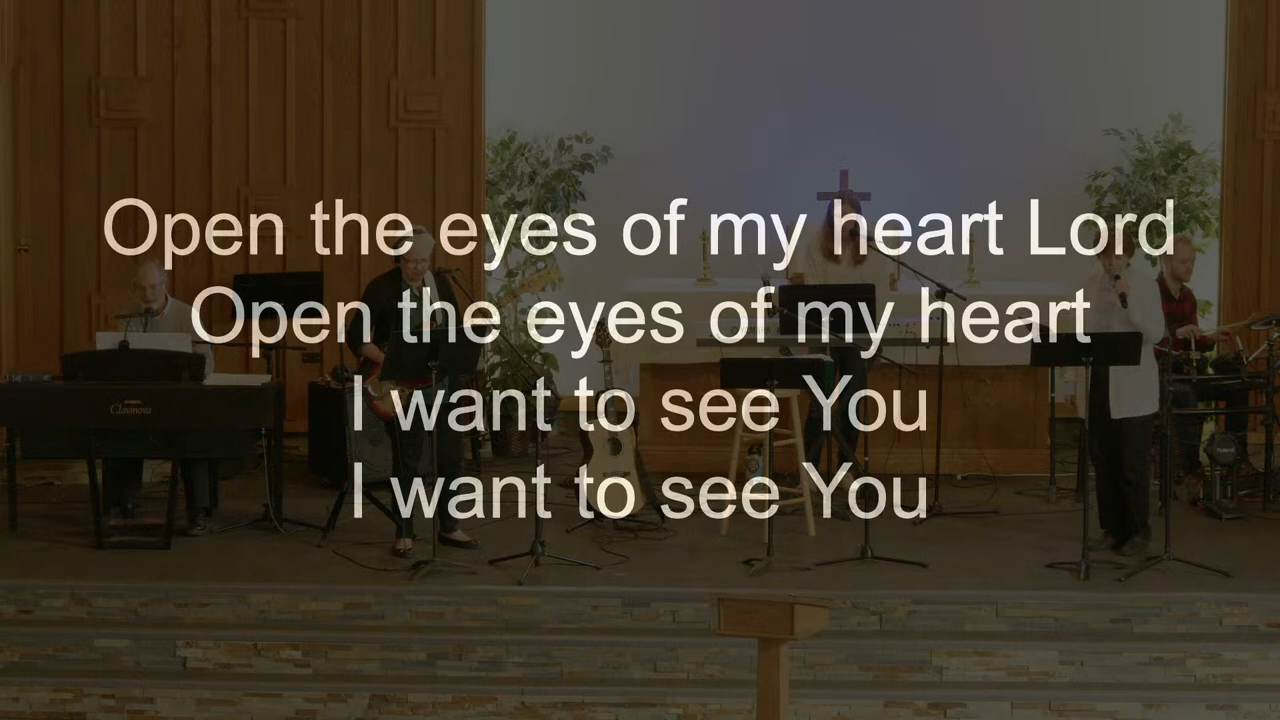 Open the eyes of my heart Lord
Open the eyes of my heart
I want to see You
I want to see You
Clavinova